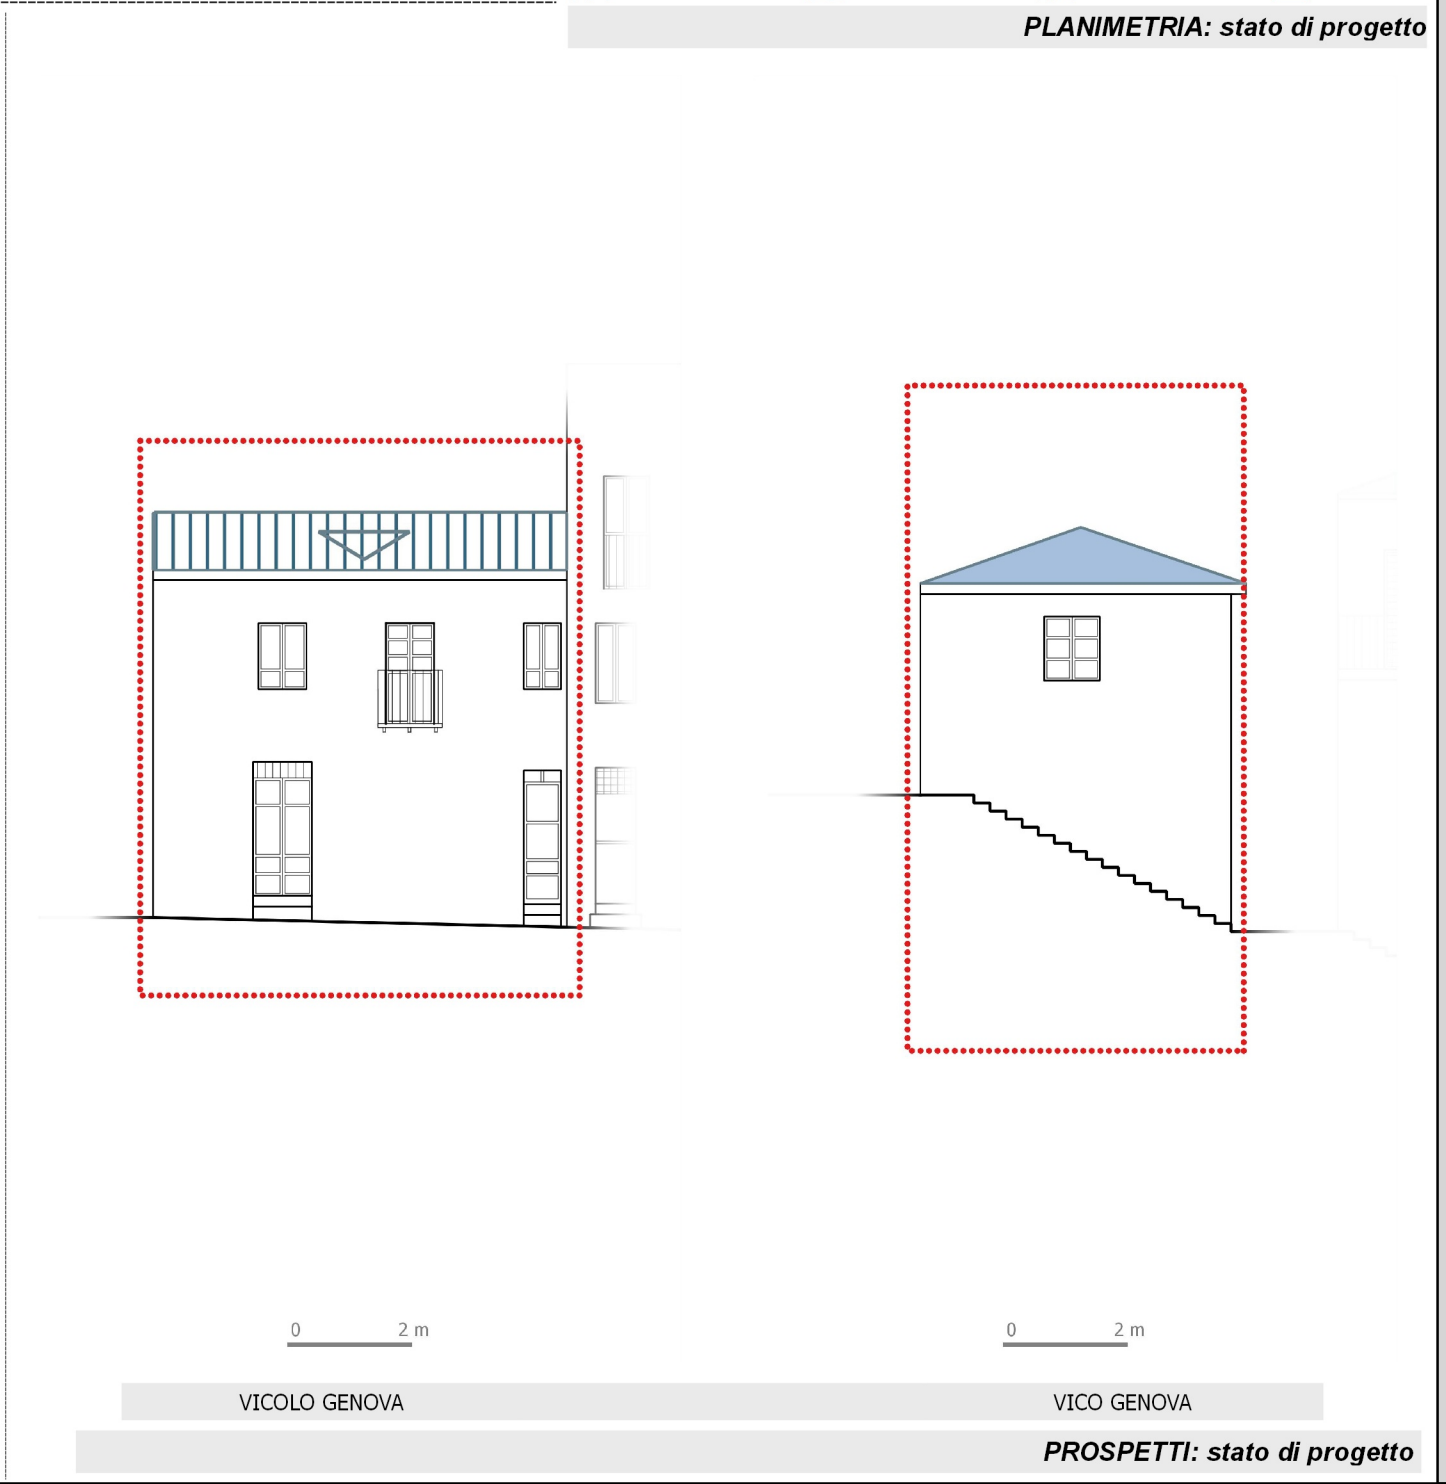 PLANIMETRIA: stato di progetto
0 2 m
0 2 m
VICOLO GENOVA
VICO GENOVA
PROSPETTI: stato di progetto